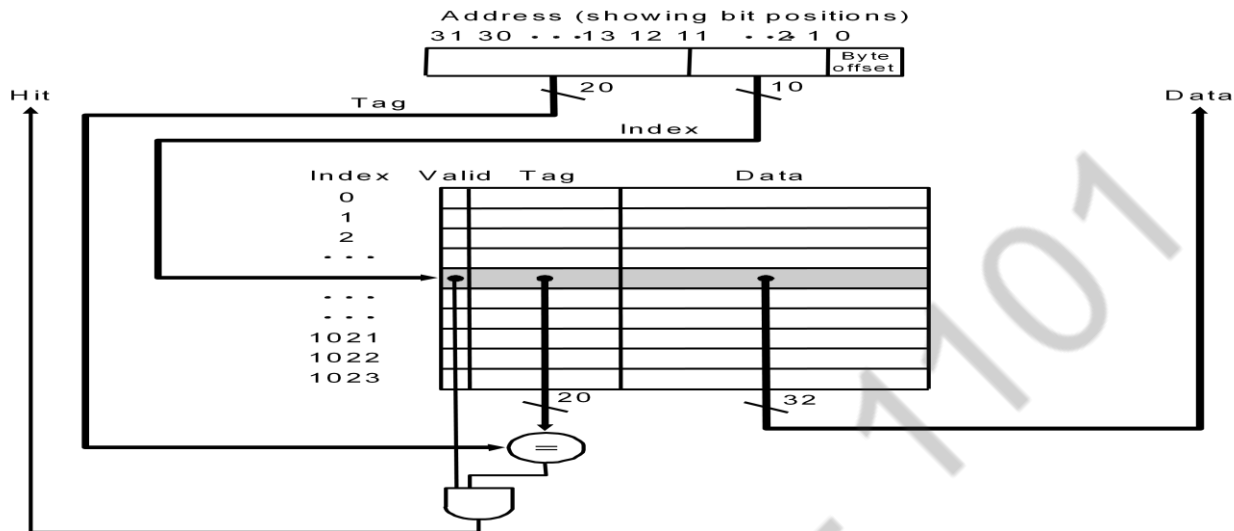 Address (showing bit positions)
31 30 . . . 13 12 11 . . . 2 1 0
Byte
offset
Hit
20
10
Data
Tag
Index
Index Valid Tag Data
0
1
2
. . .
. . .
. . .
1021
1022
1023
20
32
=
1101